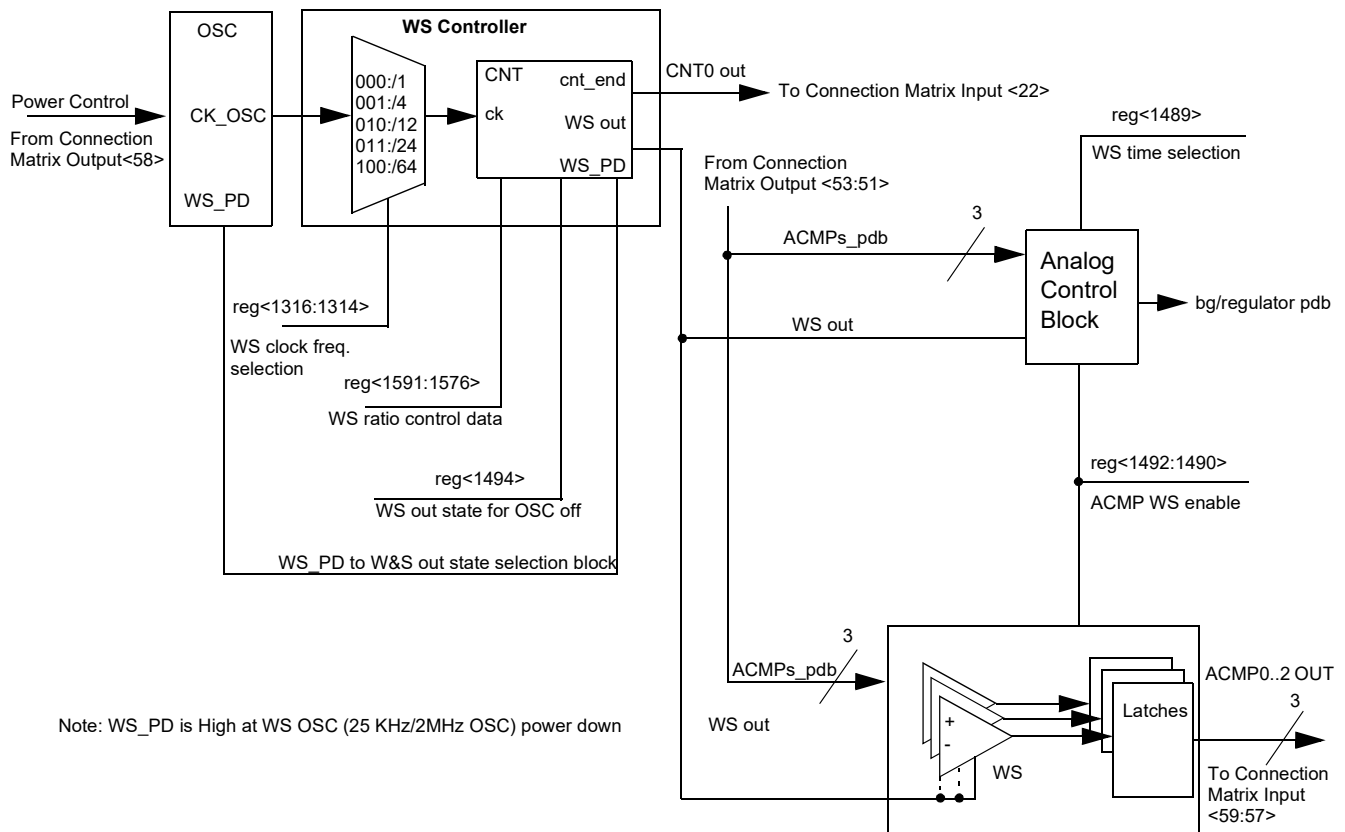 OSC
WS Controller
Power Control
From Connection
Matrix Output<58>
CK_OSC
WS_PD
000:/1
001:/4
010:/12
011:/24
100:/64
CNT
ck
cnt_end
WS out
WS_PD
CNT0 out
To Connection Matrix Input <22>
reg<1489>
WS time selection
From Connection
Matrix Output <53:51>
ACMPs_pdb
3
Analog
Control
Block
bg/regulator pdb
WS out
reg<1316:1314>
WS clock freq.
selection
reg<1591:1576>
WS ratio control data
reg<1494>
WS out state for OSC off
WS_PD to W&S out state selection block
reg<1492:1490>
ACMP WS enable
ACMPs_pdb
3
WS out
+
-
WS
Latches
ACMP0..2 OUT
3
To Connection
Matrix Input
<59:57>
Note: WS_PD is High at WS OSC (25 KHz/2MHz OSC) power down